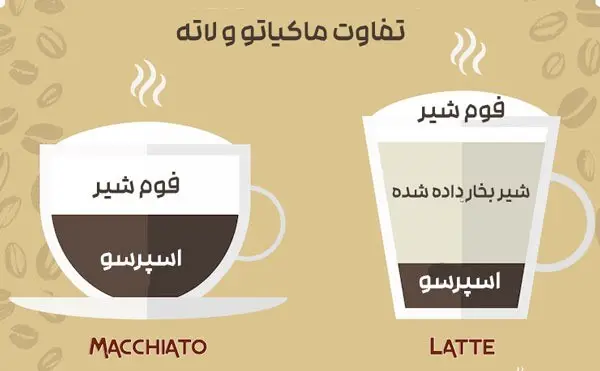 تفاوت ماکیاتو و لاته
فوم شیر
اسپرسو
MACCHIATO
فوم شیر
شیر بخار داده شده
اسپرسو
LATTE